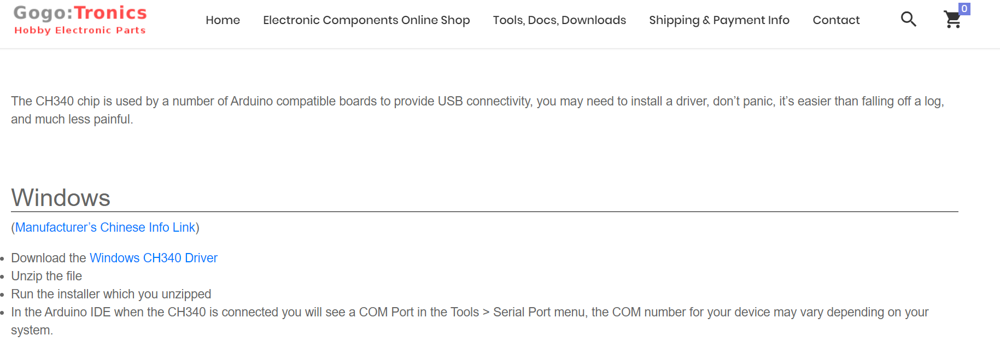 Gogo:Tronics
Hobby Electronic Parts
Home
Electronic Components Online Shop
Tools, Docs, Downloads
Shipping & Payment Info
Contact
0
The CH340 chip is used by a number of Arduino compatible boards to provide USB connectivity, you may need to install a driver, don’t panic, it’s easier than falling off a log,
and much less painful.
Windows
(Manufacturer’s Chinese Info Link)
Download the Windows CH340 Driver
Unzip the file
Run the installer which you unzipped
In the Arduino IDE when the CH340 is connected you will see a COM Port in the Tools > Serial Port menu, the COM number for your device may vary depending on your
system.